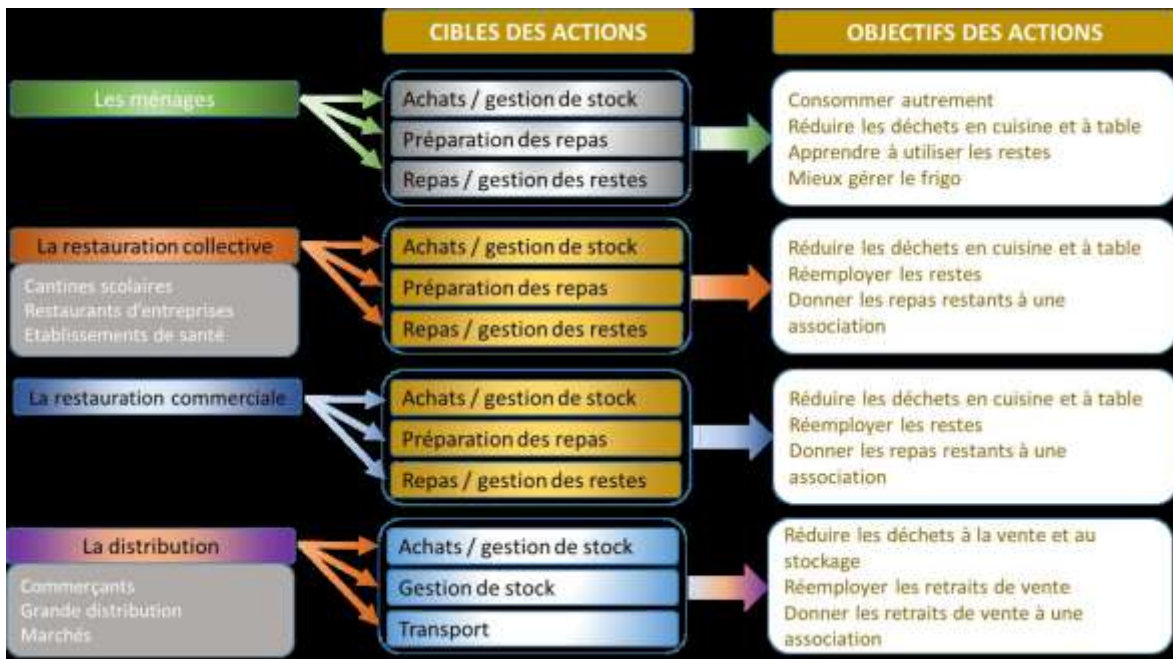 CIBLES DES ACTIONS
OBJECTIFS DES ACTIONS
Les ménages
Achats / gestion de stock
Préparation des repas
Repas / gestion des restes
Consommer autrement
Réduire les déchets en cuisine et à table
Apprendre à utiliser les restes
Mieux gérer le frigo
La restauration collective
Cantines scolaires
Restaurants d'entreprises
Etablissements de santé
Achats / gestion de stock
Préparation des repas
Repas / gestion des restes
Réduire les déchets en cuisine et à table
Réemployer les restes
Donner les repas restants à une
association
La restauration commerciale
Achats / gestion de stock
Préparation des repas
Repas / gestion des restes
Réduire les déchets en cuisine et à table
Réemployer les restes
Donner les repas restants à une
association
La distribution
Commerçants
Grande distribution
Marchés
Achats / gestion de stock
Gestion de stock
Transport
Réduire les déchets à la vente et au
stockage
Réemployer les retraits de vente
Donner les retraits de vente à une
association